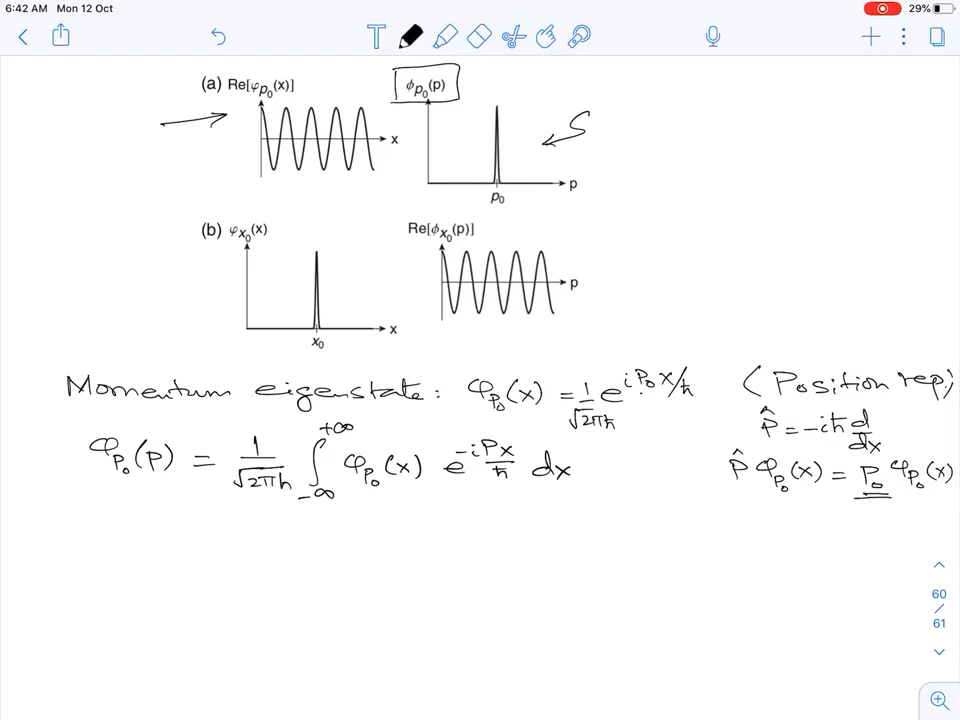 6:42 AM Mon 12 Oct 29%
(a) Re[φp₀(x)] ϕp₀(p)
x
p
p₀
(b) φx₀(x) Re[ϕx₀(p)]
p
x
x₀
Momentum eigenstate: φp₀(x) = 1/√2πħ e^{iP₀x/ħ} (Position rep.)
P̂ = -iħ d/dx
φp₀(p) = 1/√2πħ ∫_{-∞}^{+∞} φp₀(x) e^{-iPx/ħ} dx
P̂ φp₀(x) = P₀ φp₀(x)
60
/
61